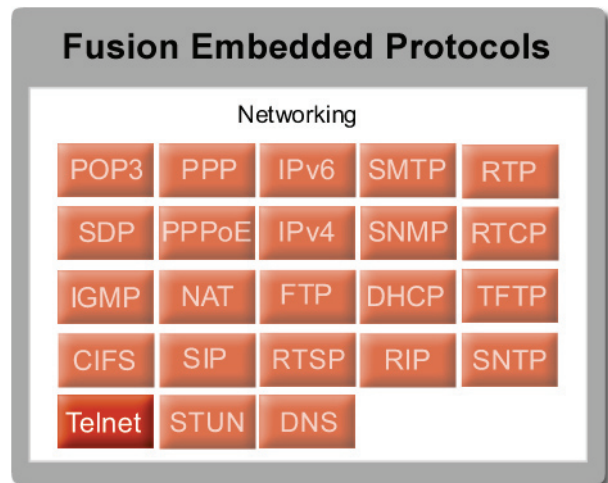 Fusion Embedded Protocols
Networking
POP3 PPP IPv6 SMTP RTP
SDP PPPoE IPv4 SNMP RTCP
IGMP NAT FTP DHCP TFTP
CIFS SIP RTSP RIP SNTP
Telnet STUN DNS